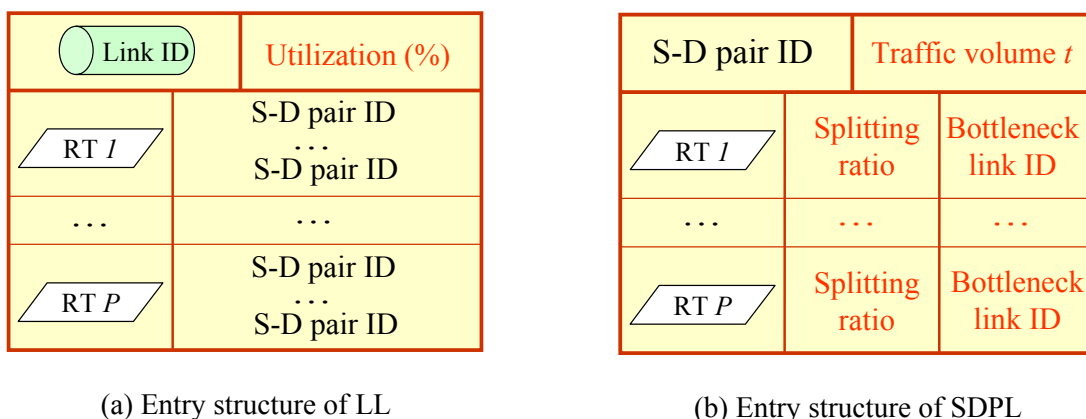 Link ID
Utilization (%)
RT 1
S-D pair ID
...
S-D pair ID
...
...
RT P
S-D pair ID
...
S-D pair ID
(a) Entry structure of LL
S-D pair ID
Traffic volume t
RT 1
Splitting
ratio
Bottleneck
link ID
...
...
...
RT P
Splitting
ratio
Bottleneck
link ID
(b) Entry structure of SDPL